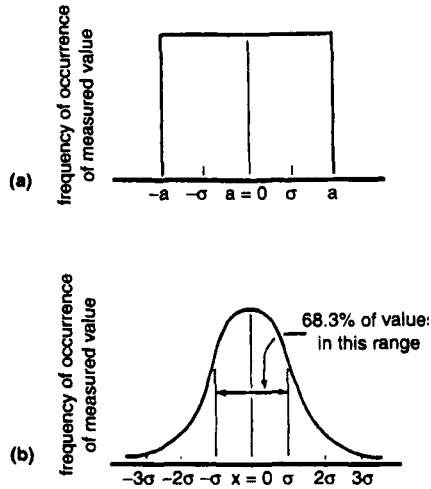 frequency of occurrence
of measured value
(a)
-a -σ a = 0 σ a
frequency of occurrence
of measured value
68.3% of values
in this range
(b)
-3σ -2σ -σ x = 0 σ 2σ 3σ